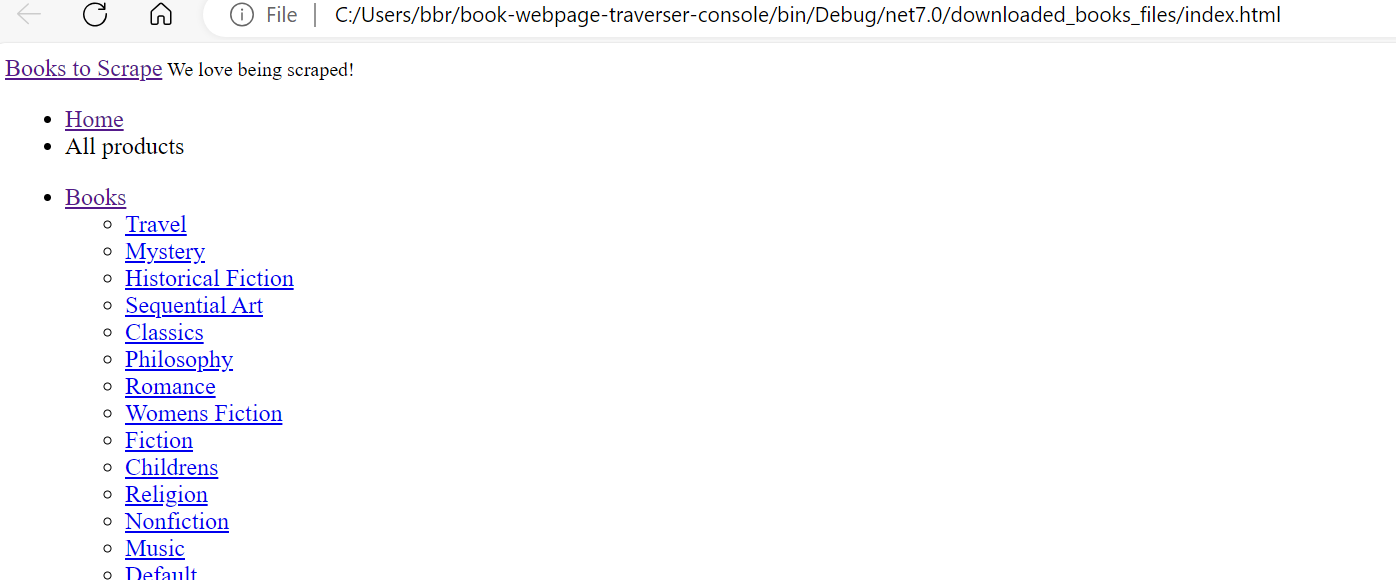 File | C:/Users/bbr/book-webpage-traverser-console/bin/Debug/net7.0/downloaded_books_files/index.html
Books to Scrape We love being scraped!
Home
All products
Books
Travel
Mystery
Historical Fiction
Sequential Art
Classics
Philosophy
Romance
Womens Fiction
Fiction
Childrens
Religion
Nonfiction
Music
Default